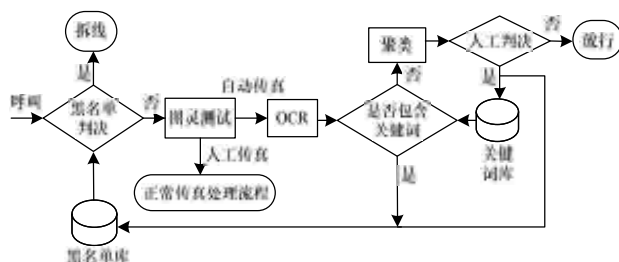 拆线
是
呼叫
黑名单
判决
否
图灵测试
自动传真
人工传真
正常传真处理流程
OCR
是否包含
关键词
否
聚类
人工判决
否
放行
是
关键
词库
是
黑名单库